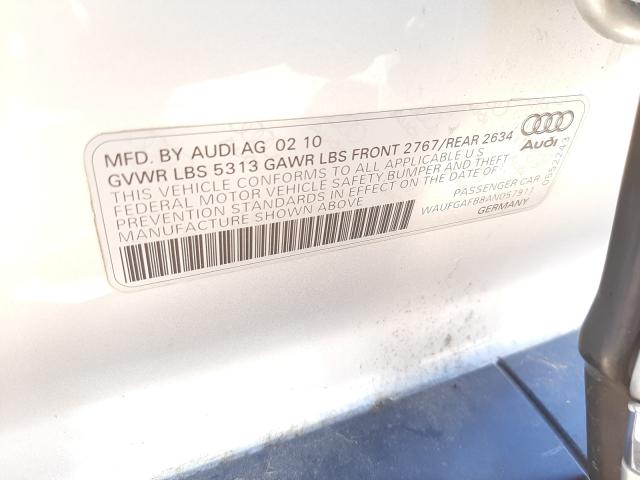 MFD. BY AUDI AG 02 10
GVWR LBS 5313 GAWR LBS FRONT 2767/REAR 2634
THIS VEHICLE CONFORMS TO ALL APPLICABLE U S
FEDERAL MOTOR VEHICLE SAFETY BUMPER AND THEFT
PREVENTION STANDARDS IN EFFECT ON THE DATE OF
MANUFACTURE SHOWN ABOVE
Audi
PASSENGER CAR
WAUFGAFB8AN057811
GERMANY
0552243